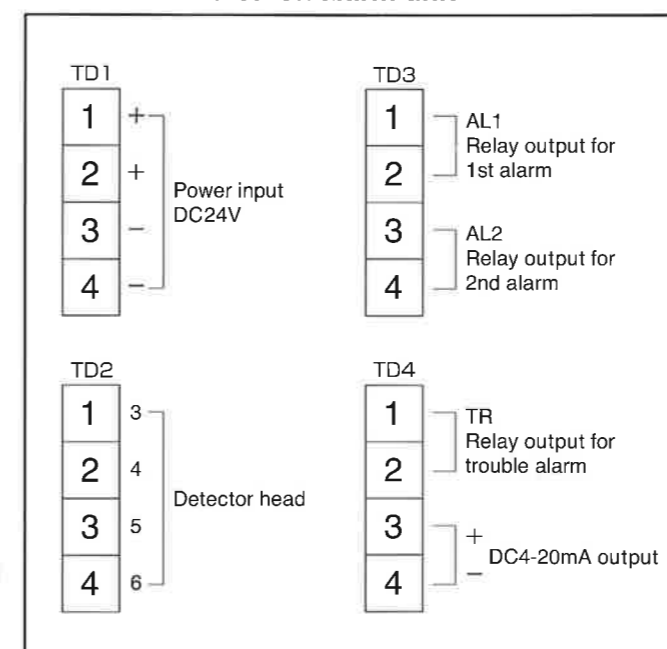 TD1
1 +
2 +
3 -
4 -
Power input
DC24V
TD3
1
2
3
4
AL1
Relay output for
1st alarm
AL2
Relay output for
2nd alarm
TD2
1 3
2 4
3 5
4 6
Detector head
TD4
1
2
3 +
4 -
TR
Relay output for
trouble alarm
DC4-20mA output